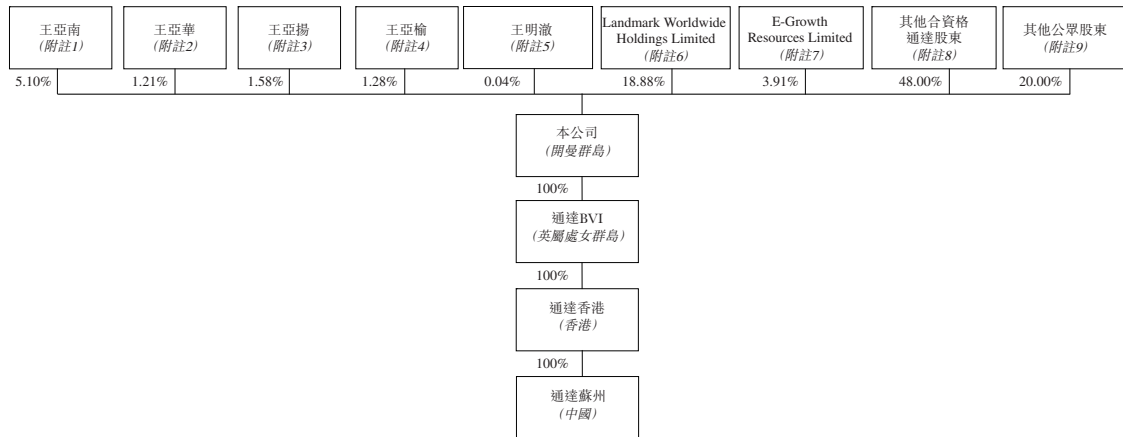 王亞南
(附註1)
王亞華
(附註2)
王亞揚
(附註3)
王亞榆
(附註4)
王明澈
(附註5)
Landmark Worldwide
Holdings Limited
(附註6)
E-Growth
Resources Limited
(附註7)
其他合資格
通達股東
(附註8)
其他公眾股東
(附註9)
5.10%
1.21%
1.58%
1.28%
0.04%
18.88%
3.91%
48.00%
20.00%
本公司
(開曼群島)
100%
通達BVI
(英屬處女群島)
100%
通達香港
(香港)
100%
通達蘇州
(中國)